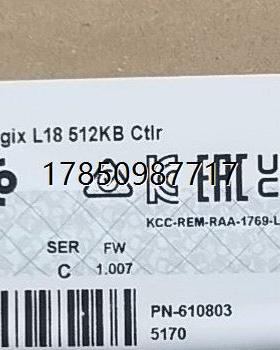 gix L18 512KB Ctlr
17850987717
KCC-REM-RAA-1769-L
SER FW
C 1.007
PN-610803
5170